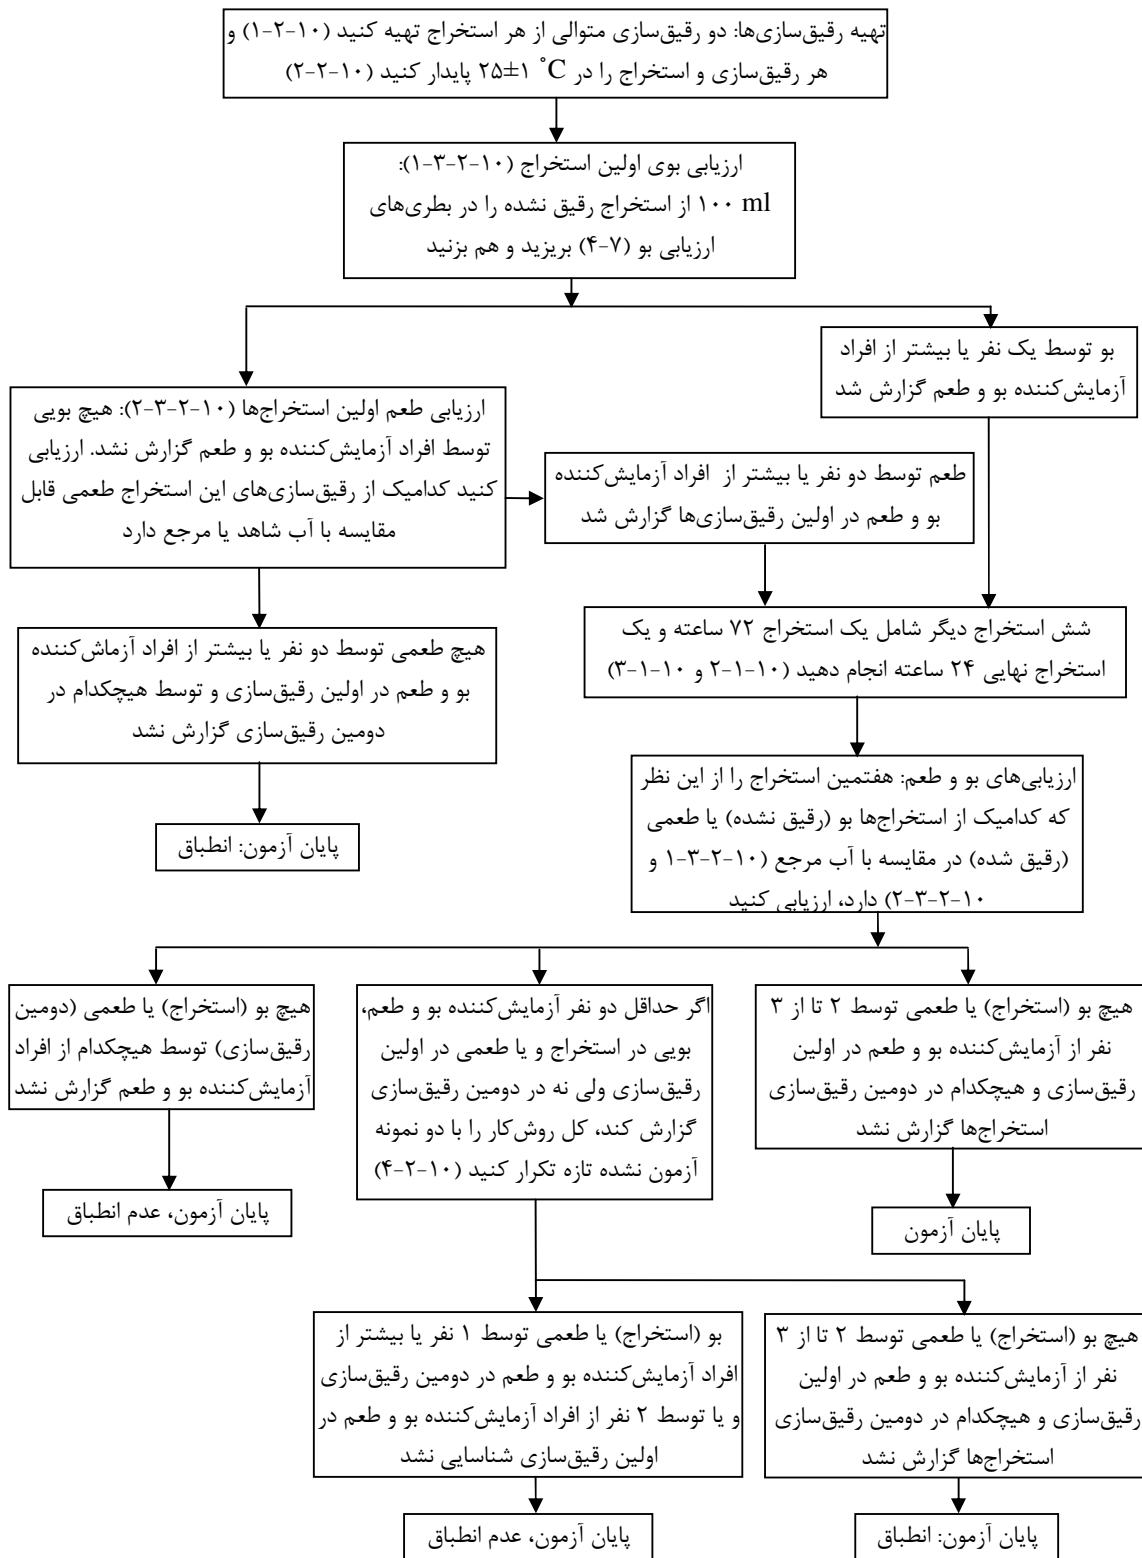 تهیه رقیق‌سازی‌ها: دو رقیق‌سازی متوالی از هر استخراج تهیه کنید (۱۰-۲-۱) و
هر رقیق‌سازی و استخراج را در ۲۵±۱ °C پایدار کنید (۱۰-۲-۲)
ارزیابی بوی اولین استخراج (۱۰-۲-۳-۱):
۱۰۰ ml از استخراج رقیق نشده را در بطری‌های
ارزیابی بو (۷-۴) بریزید و هم بزنید
بو توسط یک نفر یا بیشتر از افراد
آزمایش‌کننده بو و طعم گزارش شد
ارزیابی طعم اولین استخراج‌ها (۱۰-۲-۳-۲): هیچ بویی
توسط افراد آزمایش‌کننده بو و طعم گزارش نشد. ارزیابی
کنید کدامیک از رقیق‌سازی‌های این استخراج طعمی قابل
مقایسه با آب شاهد یا مرجع دارد
طعم توسط دو نفر یا بیشتر از افراد آزمایش‌کننده
بو و طعم در اولین رقیق‌سازی‌ها گزارش شد
شش استخراج دیگر شامل یک استخراج ۷۲ ساعته و یک
استخراج نهایی ۲۴ ساعته انجام دهید (۱۰-۱-۲ و ۱۰-۱-۳)
هیچ طعمی توسط دو نفر یا بیشتر از افراد آزماش‌کننده
بو و طعم در اولین رقیق‌سازی و توسط هیچکدام در
دومین رقیق‌سازی گزارش نشد
پایان آزمون: انطباق
ارزیابی‌های بو و طعم: هفتمین استخراج را از این نظر
که کدامیک از استخراج‌ها بو (رقیق نشده) یا طعمی
(رقیق شده) در مقایسه با آب مرجع (۱۰-۲-۳-۱ و
۱۰-۲-۳-۲) دارد، ارزیابی کنید
هیچ بو (استخراج) یا طعمی توسط ۲ تا از ۳
نفر از آزمایش‌کننده بو و طعم در اولین
رقیق‌سازی و هیچکدام در دومین رقیق‌سازی
استخراج‌ها گزارش نشد
پایان آزمون
اگر حداقل دو نفر آزمایش‌کننده بو و طعم،
بویی در استخراج و یا طعمی در اولین
رقیق‌سازی ولی نه در دومین رقیق‌سازی
گزارش کند، کل روش‌کار را با دو نمونه
آزمون نشده تازه تکرار کنید (۱۰-۲-۴)
هیچ بو (استخراج) یا طعمی (دومین
رقیق‌سازی) توسط هیچکدام از افراد
آزمایش‌کننده بو و طعم گزارش نشد
پایان آزمون، عدم انطباق
هیچ بو (استخراج) یا طعمی توسط ۲ تا از ۳
نفر از آزمایش‌کننده بو و طعم در اولین
رقیق‌سازی و هیچکدام در دومین رقیق‌سازی
استخراج‌ها گزارش نشد
پایان آزمون: انطباق
بو (استخراج) یا طعمی توسط ۱ نفر یا بیشتر از
افراد آزمایش‌کننده بو و طعم در دومین رقیق‌سازی
و یا توسط ۲ نفر از افراد آزمایش‌کننده بو و طعم در
اولین رقیق‌سازی شناسایی نشد
پایان آزمون، عدم انطباق